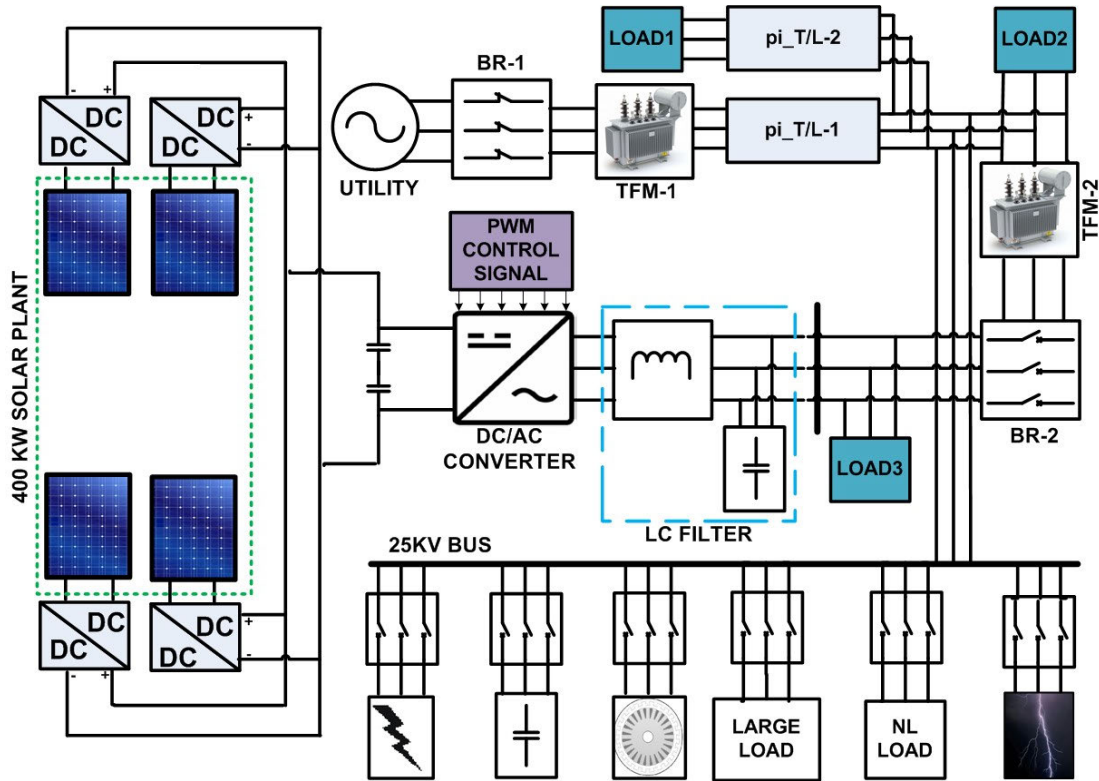 LOAD1
pi_T/L-2
LOAD2
BR-1
pi_T/L-1
UTILITY
TFM-1
TFM-2
- +
DC
DC
DC
DC
+
-
400 KW SOLAR PLANT
PWM
CONTROL
SIGNAL
DC/AC
CONVERTER
LC FILTER
LOAD3
BR-2
DC
DC
- +
DC
DC
+
-
25KV BUS
LARGE
LOAD
NL
LOAD